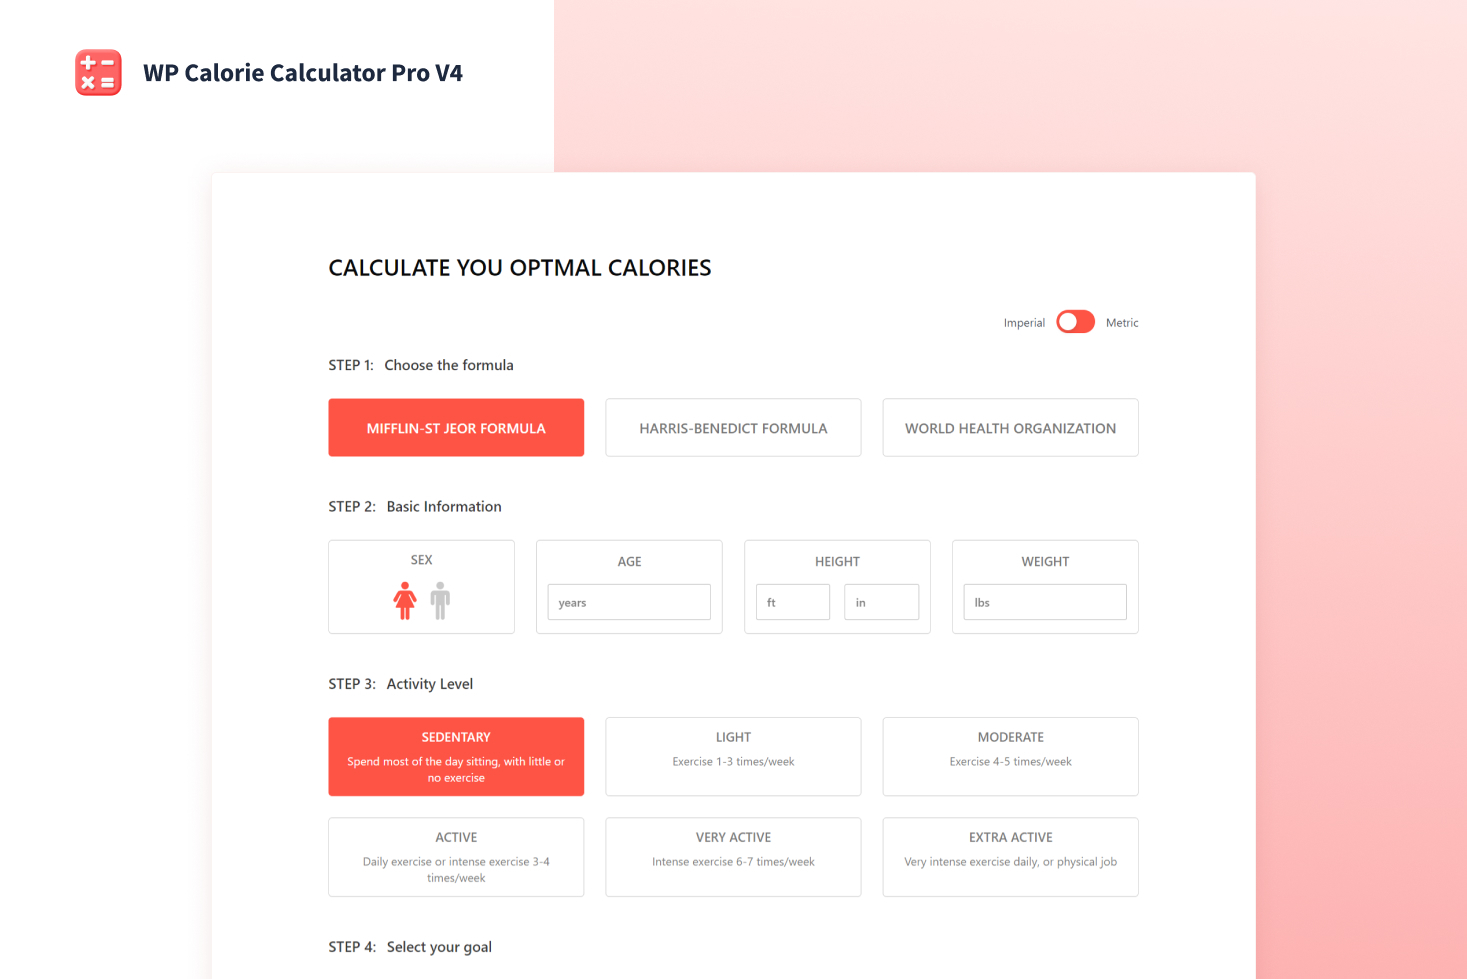 WP Calorie Calculator Pro V4
CALCULATE YOU OPTMAL CALORIES
Imperial Metric
STEP 1: Choose the formula
MIFFLIN-ST JEOR FORMULA
HARRIS-BENEDICT FORMULA
WORLD HEALTH ORGANIZATION
STEP 2: Basic Information
SEX
AGE
years
HEIGHT
ft in
WEIGHT
lbs
STEP 3: Activity Level
SEDENTARY
Spend most of the day sitting, with little or
no exercise
LIGHT
Exercise 1-3 times/week
MODERATE
Exercise 4-5 times/week
ACTIVE
Daily exercise or intense exercise 3-4
times/week
VERY ACTIVE
Intense exercise 6-7 times/week
EXTRA ACTIVE
Very intense exercise daily, or physical job
STEP 4: Select your goal